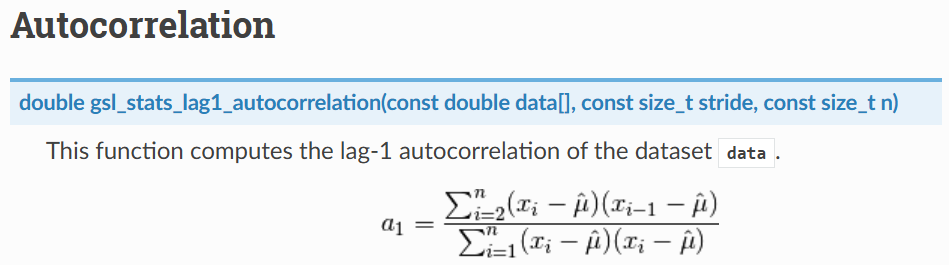 Autocorrelation
double gsl_stats_lag1_autocorrelation(const double data[], const size_t stride, const size_t n)
This function computes the lag-1 autocorrelation of the dataset data .
a₁ = \frac{\sum_{i=2}^{n}(x_i - \hat{\mu})(x_{i-1} - \hat{\mu})}{\sum_{i=1}^{n}(x_i - \hat{\mu})(x_i - \hat{\mu})}